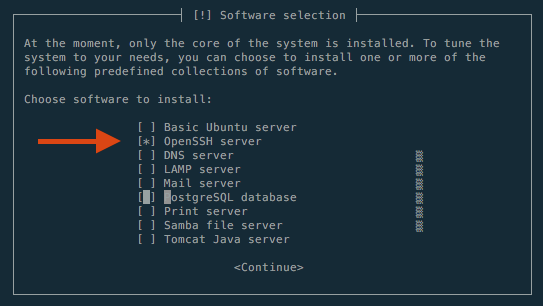 [!] Software selection
At the moment, only the core of the system is installed. To tune the
system to your needs, you can choose to install one or more of the
following predefined collections of software.
Choose software to install:
[ ] Basic Ubuntu server
[*] OpenSSH server
[ ] DNS server
[ ] LAMP server
[ ] Mail server
[ ] PostgreSQL database
[ ] Print server
[ ] Samba file server
[ ] Tomcat Java server
<Continue>